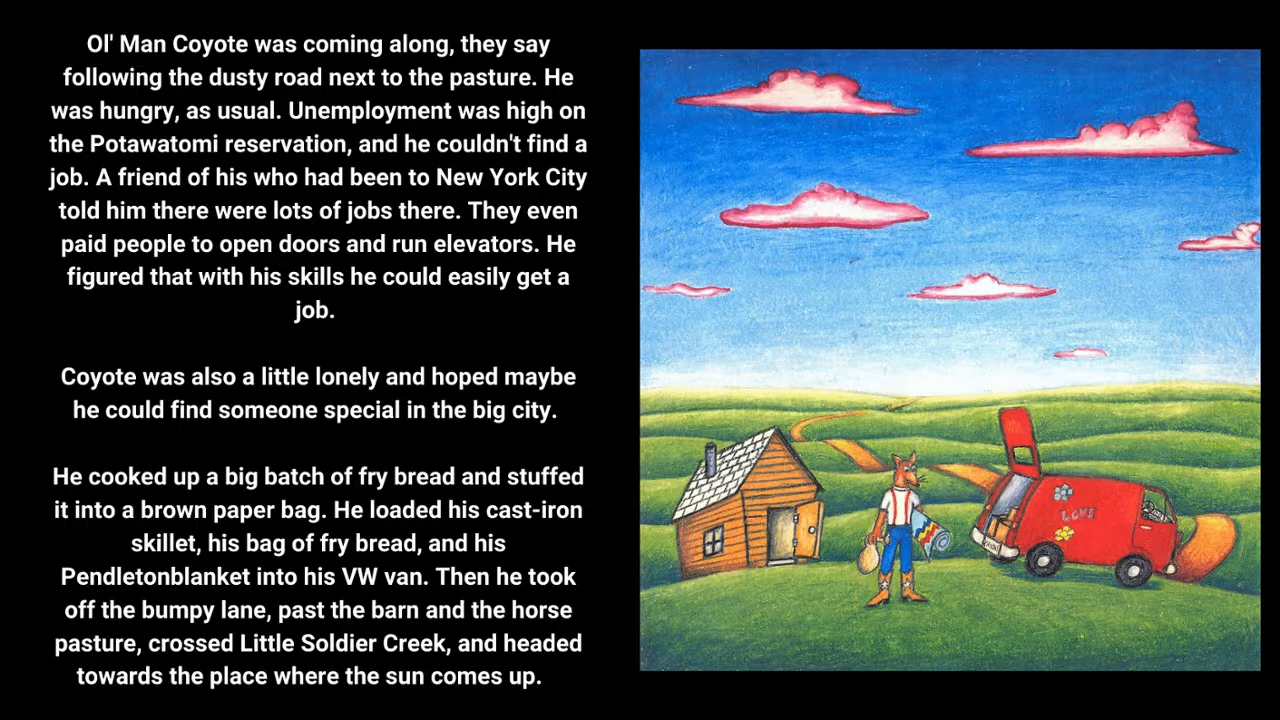 Ol' Man Coyote was coming along, they say
following the dusty road next to the pasture. He
was hungry, as usual. Unemployment was high on
the Potawatomi reservation, and he couldn't find a
job. A friend of his who had been to New York City
told him there were lots of jobs there. They even
paid people to open doors and run elevators. He
figured that with his skills he could easily get a
job.
Coyote was also a little lonely and hoped maybe
he could find someone special in the big city.
He cooked up a big batch of fry bread and stuffed
it into a brown paper bag. He loaded his cast-iron
skillet, his bag of fry bread, and his
Pendletonblanket into his VW van. Then he took
off the bumpy lane, past the barn and the horse
pasture, crossed Little Soldier Creek, and headed
towards the place where the sun comes up.
LOVE